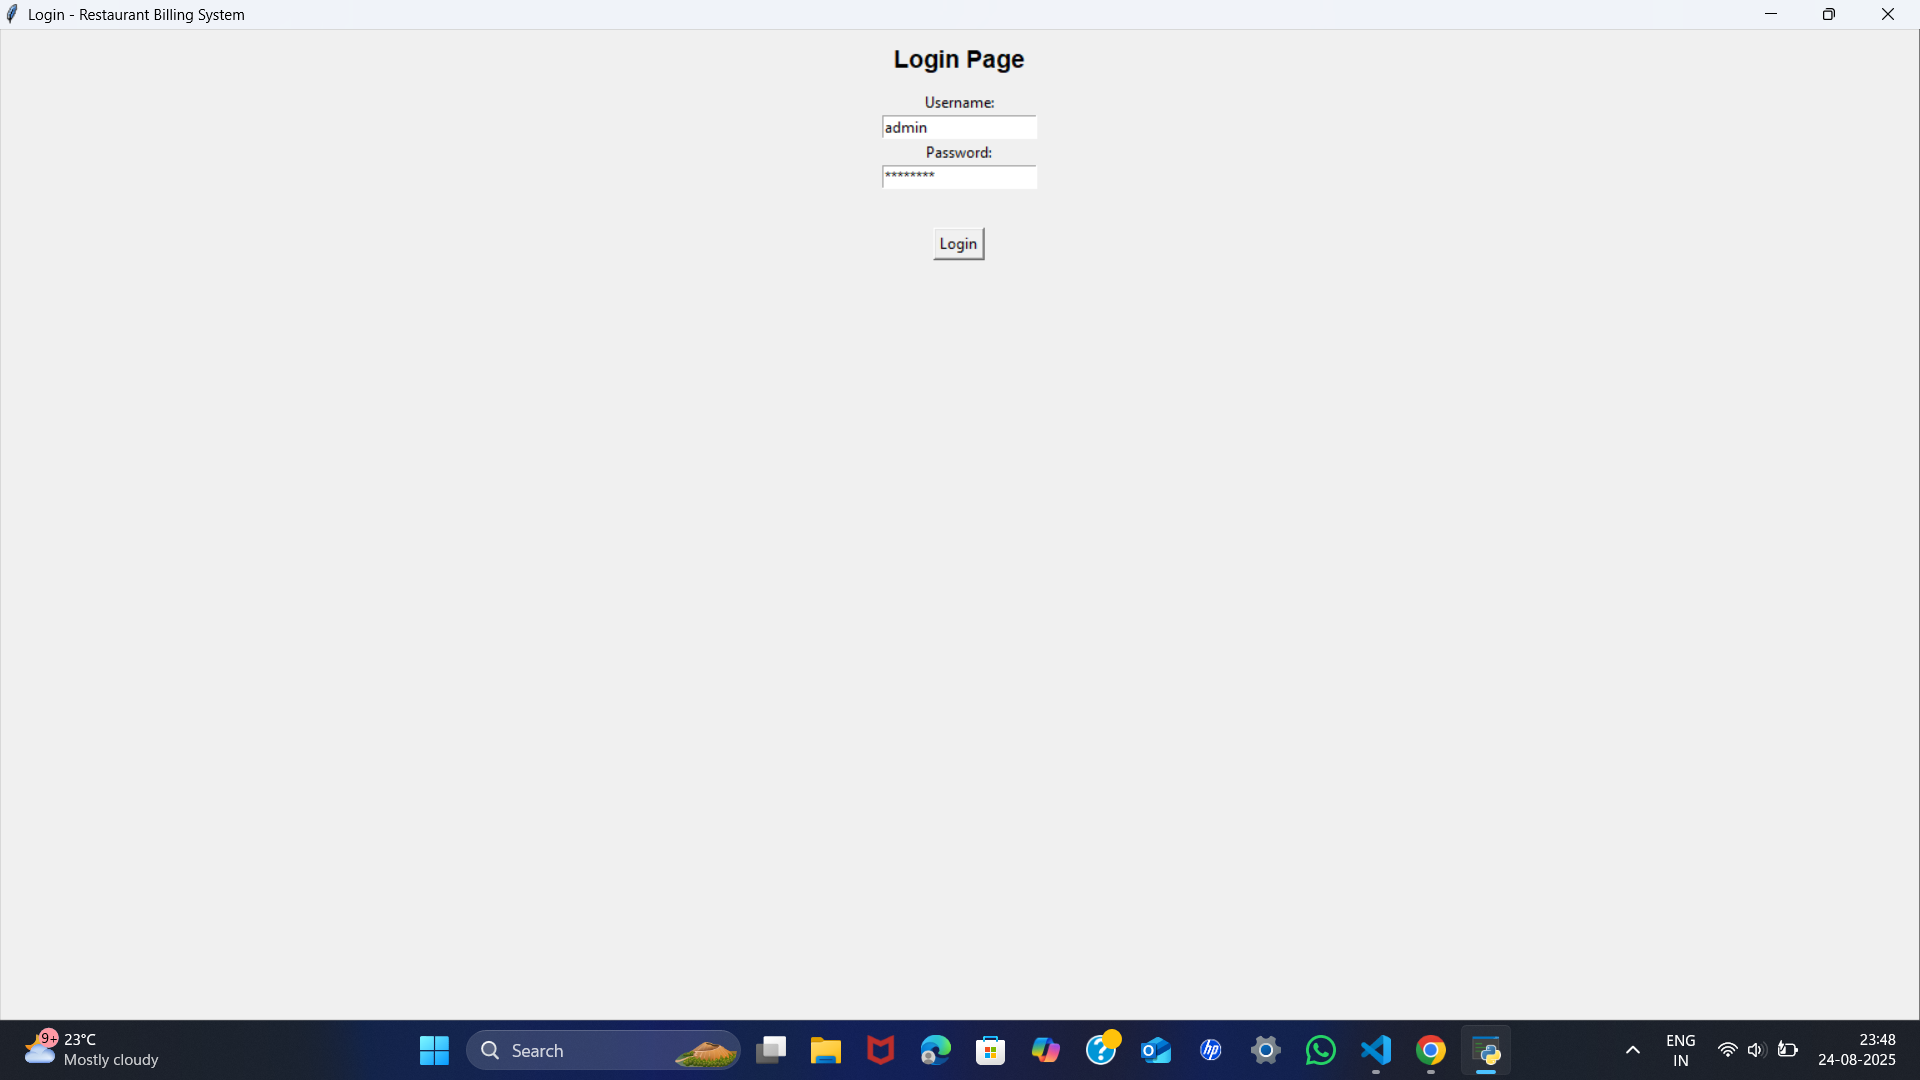 Login - Restaurant Billing System
Login Page
Username:
admin
Password:
********
Login
9+
23°C
Mostly cloudy
Search
hp
ENG
IN
23:48
24-08-2025